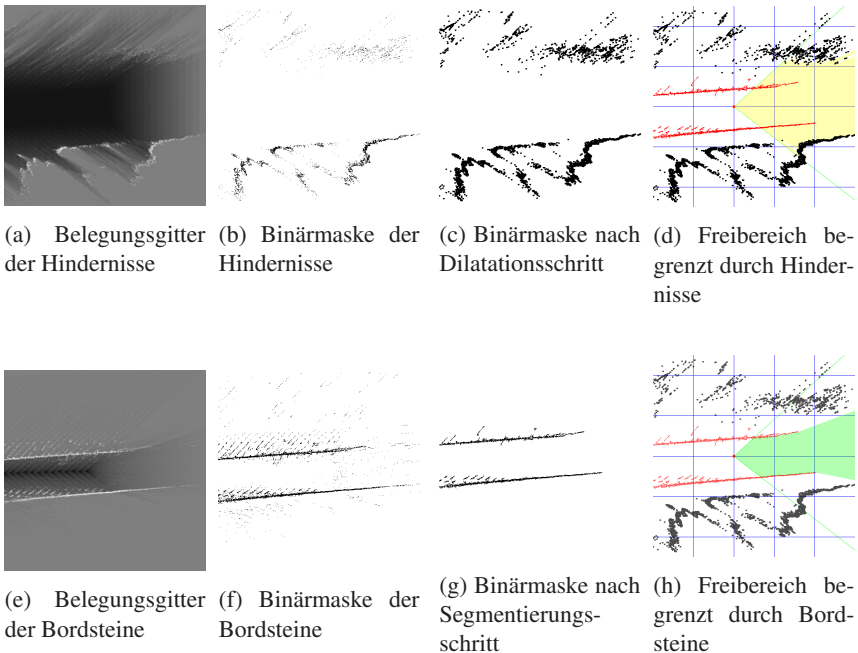 (a) Belegungsgitter
der Hindernisse
(b) Binärmaske der
Hindernisse
(c) Binärmaske nach
Dilatationsschritt
(d) Freibereich be-
grenzt durch Hinder-
nisse
(e) Belegungsgitter
der Bordsteine
(f) Binärmaske der
Bordsteine
(g) Binärmaske nach
Segmentierungs-
schritt
(h) Freibereich be-
grenzt durch Bord-
steine